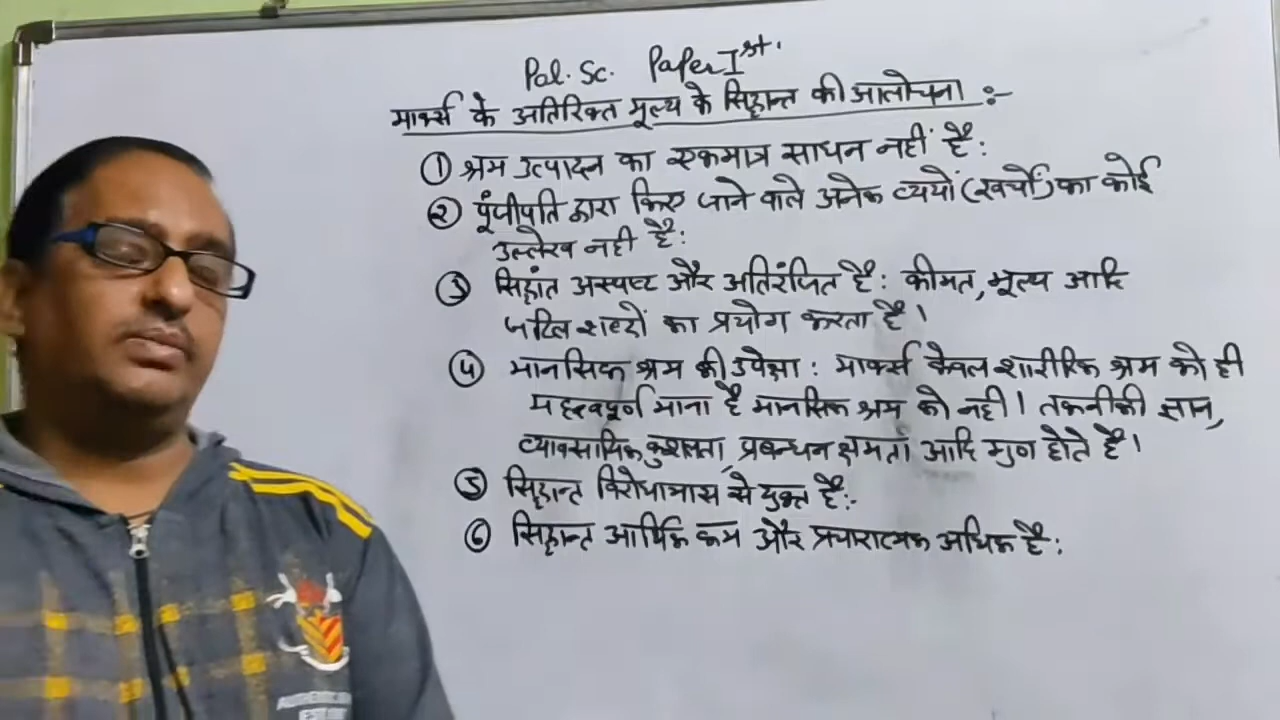 Pol. Sc. Paper Ist.
मार्क्स के अतिरिक्त मूल्य के सिद्धान्त की आलोचना :-
① श्रम उत्पादन का एकमात्र साधन नहीं है:
② पूंजीपति द्वारा किए जाने वाले अनेक व्ययों (खर्चों) का कोई
उल्लेख नही है:
③ सिद्धांत अस्पष्ट और अतिरंजित है: कीमत, मूल्य आदि
जटिल शब्दों का प्रयोग करता है।
④ मानसिक श्रम की उपेक्षा : मार्क्स केवल शारीरिक श्रम को ही
महत्वपूर्ण माना है मानसिक श्रम को नही। तकनीकी ज्ञान,
व्यावसायिक कुशलता, प्रबन्धन क्षमता आदि गुण होते है।
⑤ सिद्धान्त विरोधाभास से युक्त है:-
⑥ सिद्धान्त आर्थिक कम और प्रचारात्मक अधिक है: